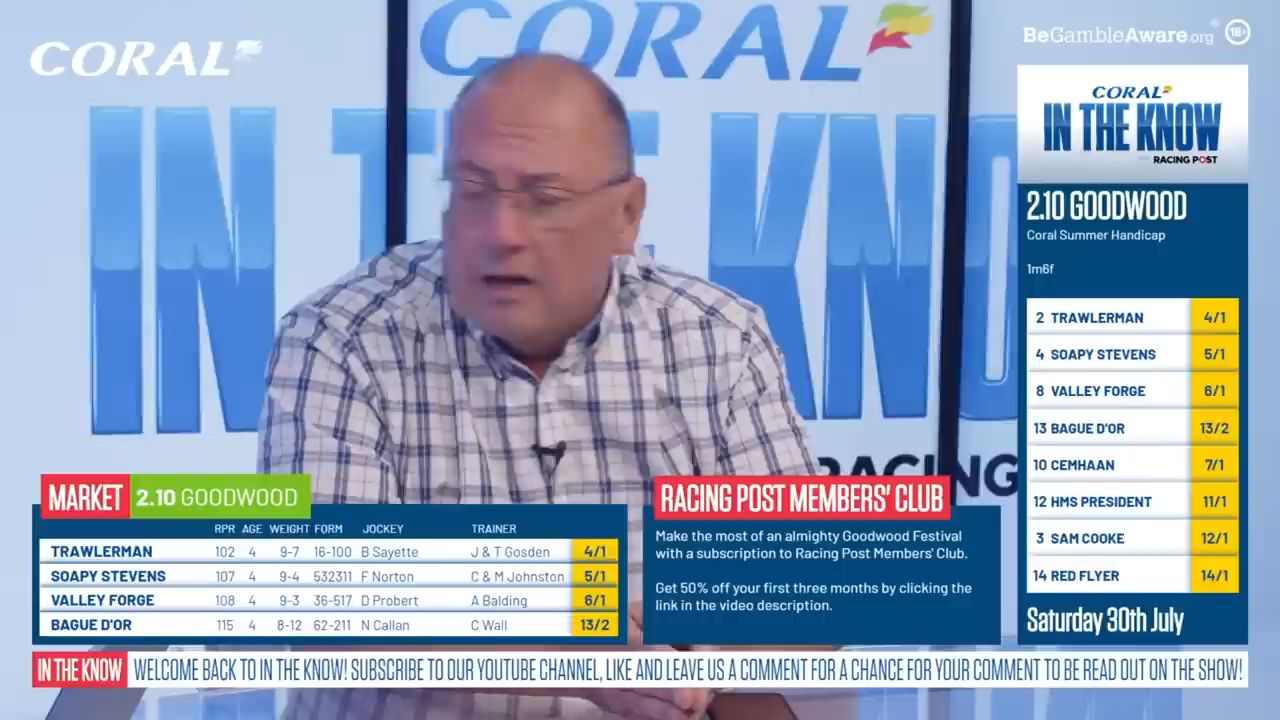 CORAL
CORAL
BeGambleAware.org® 18+
IN THE KNOW
RACING
CORAL
IN THE KNOW
RACING POST
2.10 GOODWOOD
Coral Summer Handicap
1m6f
2 TRAWLERMAN 4/1
4 SOAPY STEVENS 5/1
8 VALLEY FORGE 6/1
13 BAGUE D'OR 13/2
10 CEMHAAN 7/1
12 HMS PRESIDENT 11/1
3 SAM COOKE 12/1
14 RED FLYER 14/1
Saturday 30th July
MARKET 2.10 GOODWOOD
RPR AGE WEIGHT FORM JOCKEY TRAINER
TRAWLERMAN 102 4 9-7 16-100 B Sayette J & T Gosden 4/1
SOAPY STEVENS 107 4 9-4 532311 F Norton C & M Johnston 5/1
VALLEY FORGE 108 4 9-3 36-517 D Probert A Balding 6/1
BAGUE D'OR 115 4 8-12 62-211 N Callan C Wall 13/2
RACING POST MEMBERS' CLUB
Make the most of an almighty Goodwood Festival
with a subscription to Racing Post Members' Club.
Get 50% off your first three months by clicking the
link in the video description.
IN THE KNOW WELCOME BACK TO IN THE KNOW! SUBSCRIBE TO OUR YOUTUBE CHANNEL, LIKE AND LEAVE US A COMMENT FOR A CHANCE FOR YOUR COMMENT TO BE READ OUT ON THE SHOW!